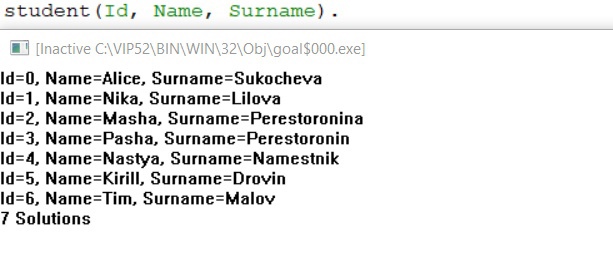 student(Id, Name, Surname).
[Inactive C:\VIP52\BIN\WIN\32\Obj\goal$000.exe]
Id=0, Name=Alice, Surname=Sukocheva
Id=1, Name=Nika, Surname=Lilova
Id=2, Name=Masha, Surname=Perestoronina
Id=3, Name=Pasha, Surname=Perestoronin
Id=4, Name=Nastya, Surname=Namestnik
Id=5, Name=Kirill, Surname=Drovin
Id=6, Name=Tim, Surname=Malov
7 Solutions